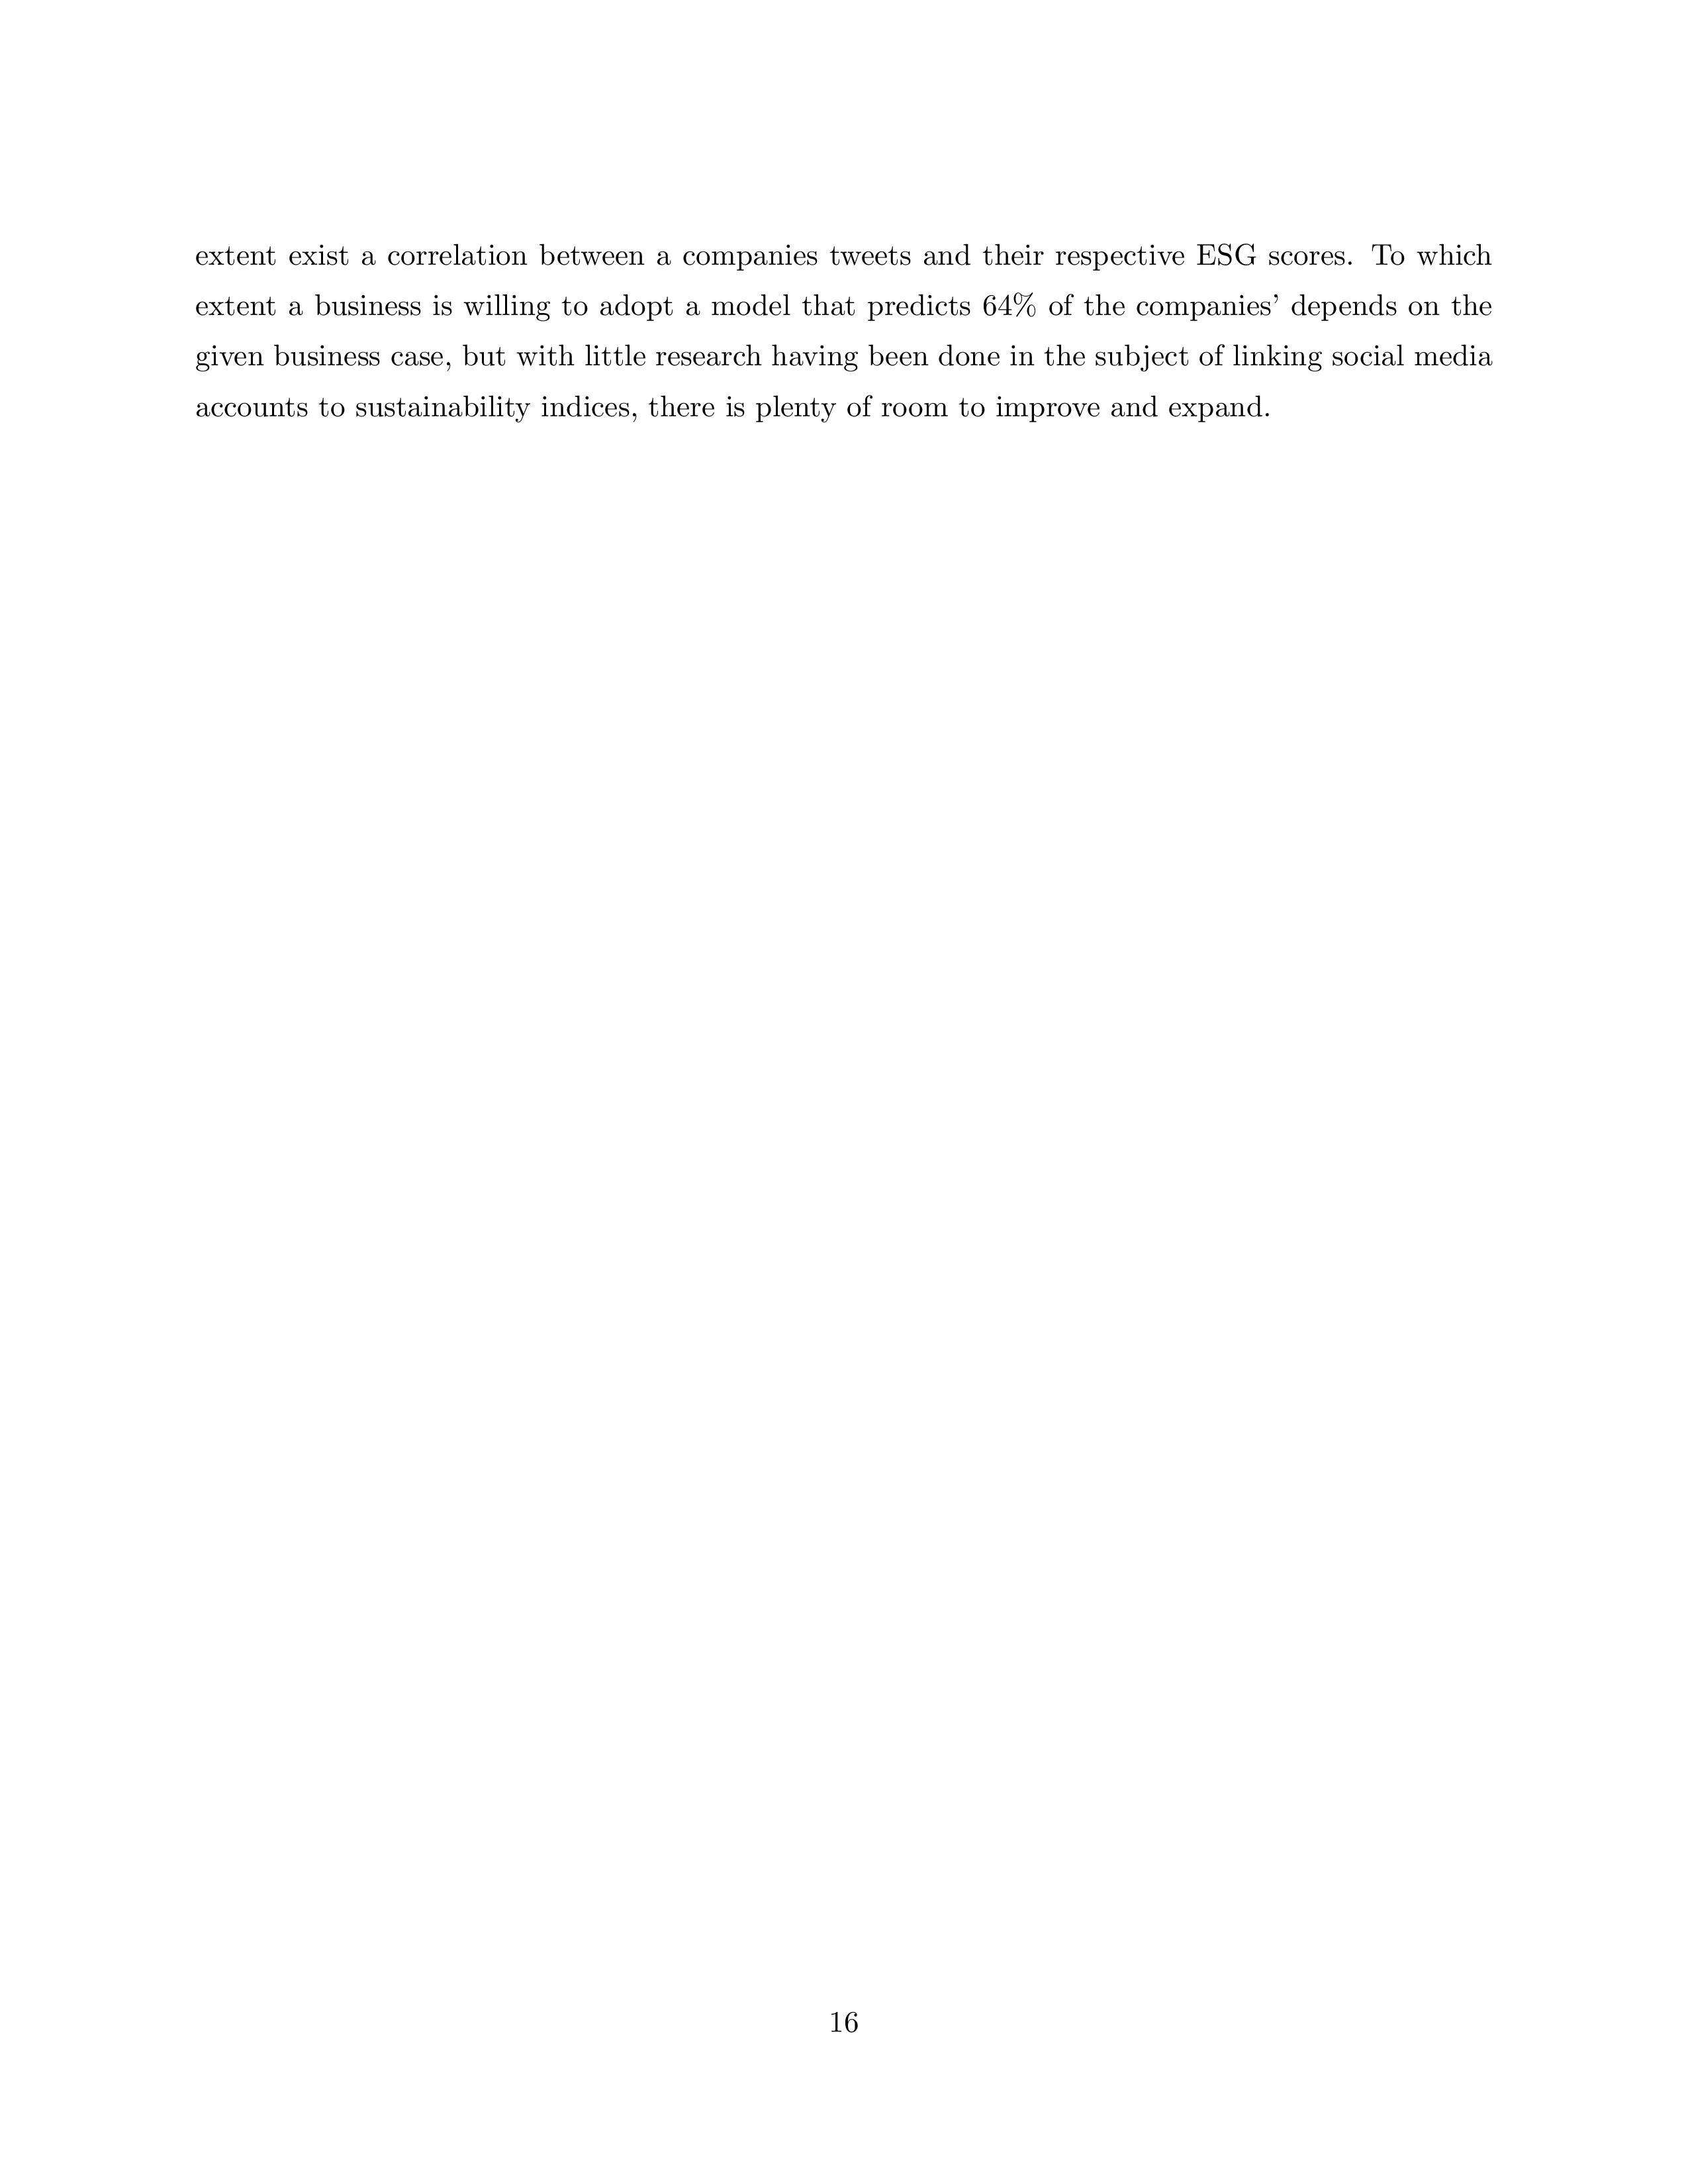 extent exist a correlation between a companies tweets and their respective ESG scores. To which
extent a business is willing to adopt a model that predicts 64% of the companies' depends on the
given business case, but with little research having been done in the subject of linking social media
accounts to sustainability indices, there is plenty of room to improve and expand.
16